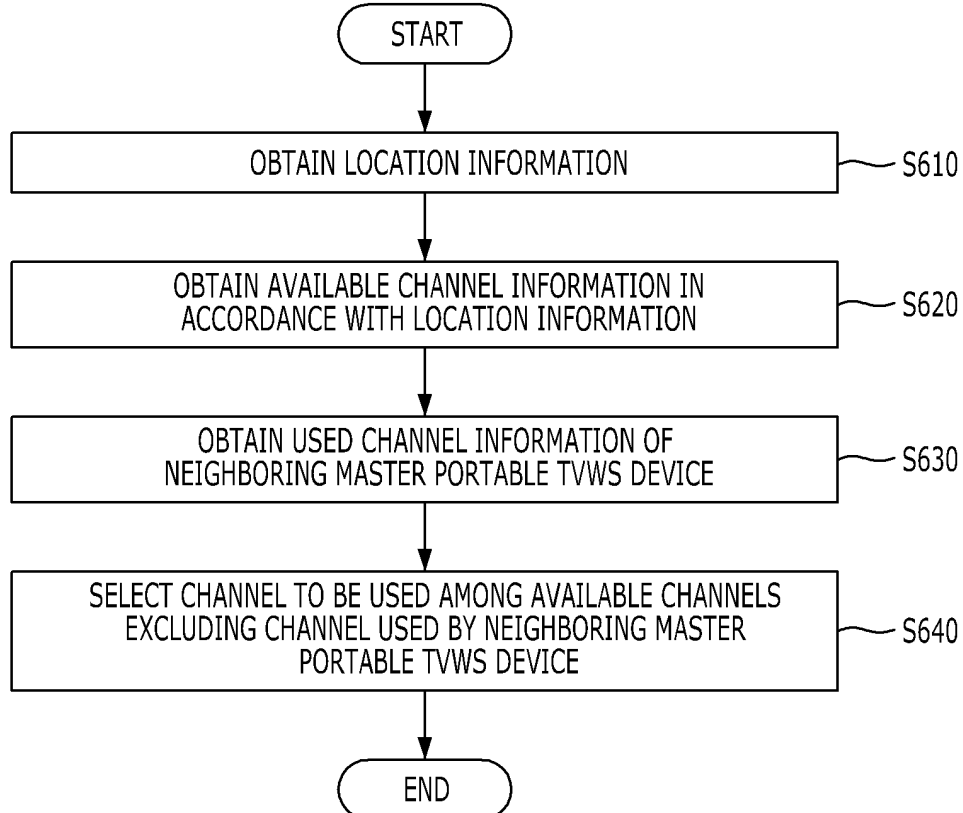 START
OBTAIN LOCATION INFORMATION
S610
OBTAIN AVAILABLE CHANNEL INFORMATION IN
ACCORDANCE WITH LOCATION INFORMATION
S620
OBTAIN USED CHANNEL INFORMATION OF
NEIGHBORING MASTER PORTABLE TVWS DEVICE
S630
SELECT CHANNEL TO BE USED AMONG AVAILABLE CHANNELS
EXCLUDING CHANNEL USED BY NEIGHBORING MASTER
PORTABLE TVWS DEVICE
S640
END